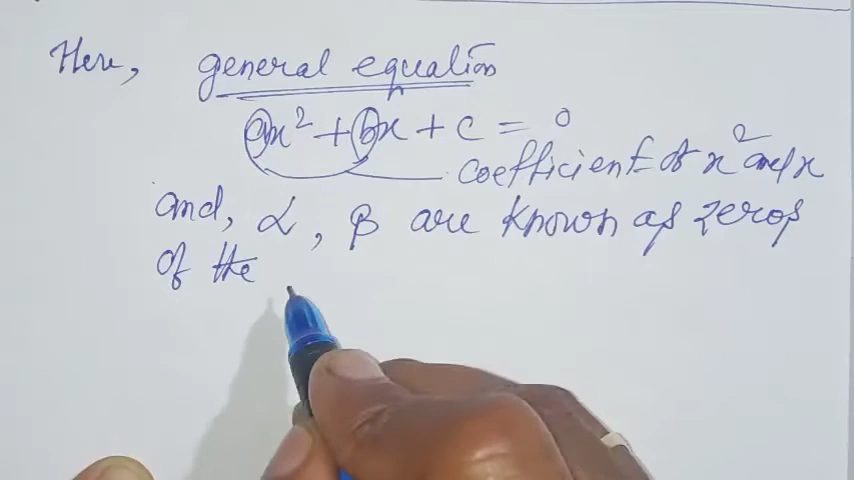 Here, general equation
ax² + bx + c = 0
coefficient of x² and x
and, α, β are known as zeros
of the